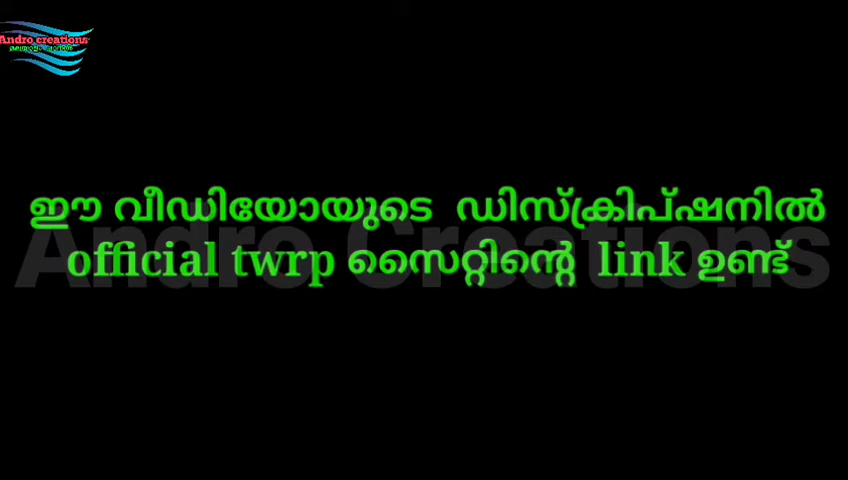 Andro creations
ഈ വീഡിയോയുടെ ഡിസ്ക്രിപ്ഷനിൽ
official twrp സൈറ്റിന്റെ link ഉണ്ട്
Andro Creations